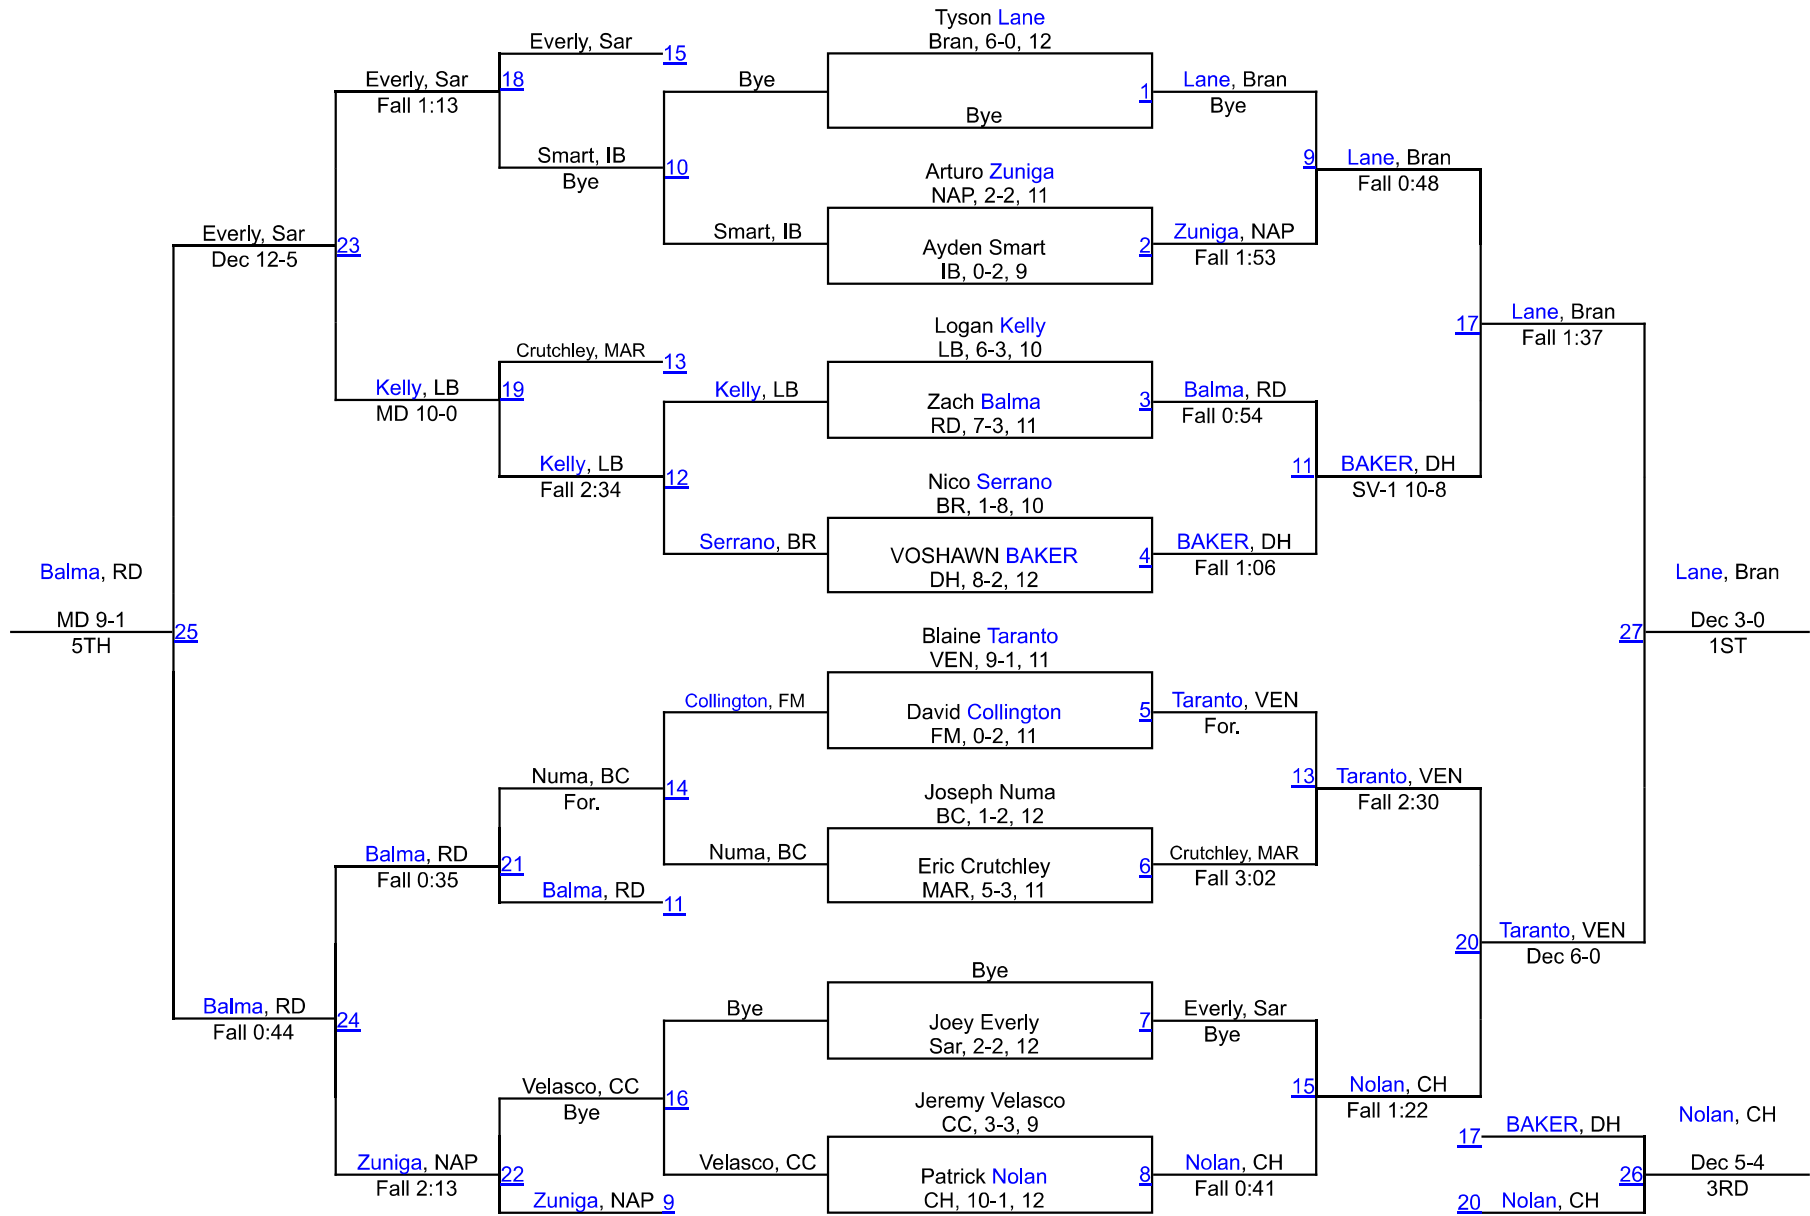 Tyson Lane
Bran, 6-0, 12
Everly, Sar
15
Everly, Sar
18
Fall 1:13
Bye
1
Lane, Bran
Bye
Bye
Smart, IB
Bye
10
Arturo Zuniga
NAP, 2-2, 11
9
Lane, Bran
Fall 0:48
Everly, Sar
Dec 12-5
23
Smart, IB
Ayden Smart
IB, 0-2, 9
2
Zuniga, NAP
Fall 1:53
Logan Kelly
LB, 6-3, 10
17
Lane, Bran
Fall 1:37
Crutchley, MAR
13
Kelly, LB
MD 10-0
19
Kelly, LB
Zach Balma
RD, 7-3, 11
3
Balma, RD
Fall 0:54
Kelly, LB
Fall 2:34
12
Nico Serrano
BR, 1-8, 10
11
BAKER, DH
SV-1 10-8
Serrano, BR
VOSHAWN BAKER
DH, 8-2, 12
4
BAKER, DH
Fall 1:06
Balma, RD
MD 9-1
5TH
25
Lane, Bran
27
Dec 3-0
1ST
Blaine Taranto
VEN, 9-1, 11
Collington, FM
David Collington
FM, 0-2, 11
5
Taranto, VEN
For.
Numa, BC
For.
14
Joseph Numa
BC, 1-2, 12
13
Taranto, VEN
Fall 2:30
Balma, RD
Fall 0:35
21
Numa, BC
Eric Crutchley
MAR, 5-3, 11
6
Crutchley, MAR
Fall 3:02
Balma, RD
11
20
Taranto, VEN
Dec 6-0
Bye
Balma, RD
Fall 0:44
24
Bye
Joey Everly
Sar, 2-2, 12
7
Everly, Sar
Bye
Velasco, CC
Bye
16
Jeremy Velasco
CC, 3-3, 9
15
Nolan, CH
Fall 1:22
Zuniga, NAP
Fall 2:13
22
Velasco, CC
Patrick Nolan
CH, 10-1, 12
8
Nolan, CH
Fall 0:41
Zuniga, NAP
9
17
BAKER, DH
Nolan, CH
26
Dec 5-4
3RD
20
Nolan, CH